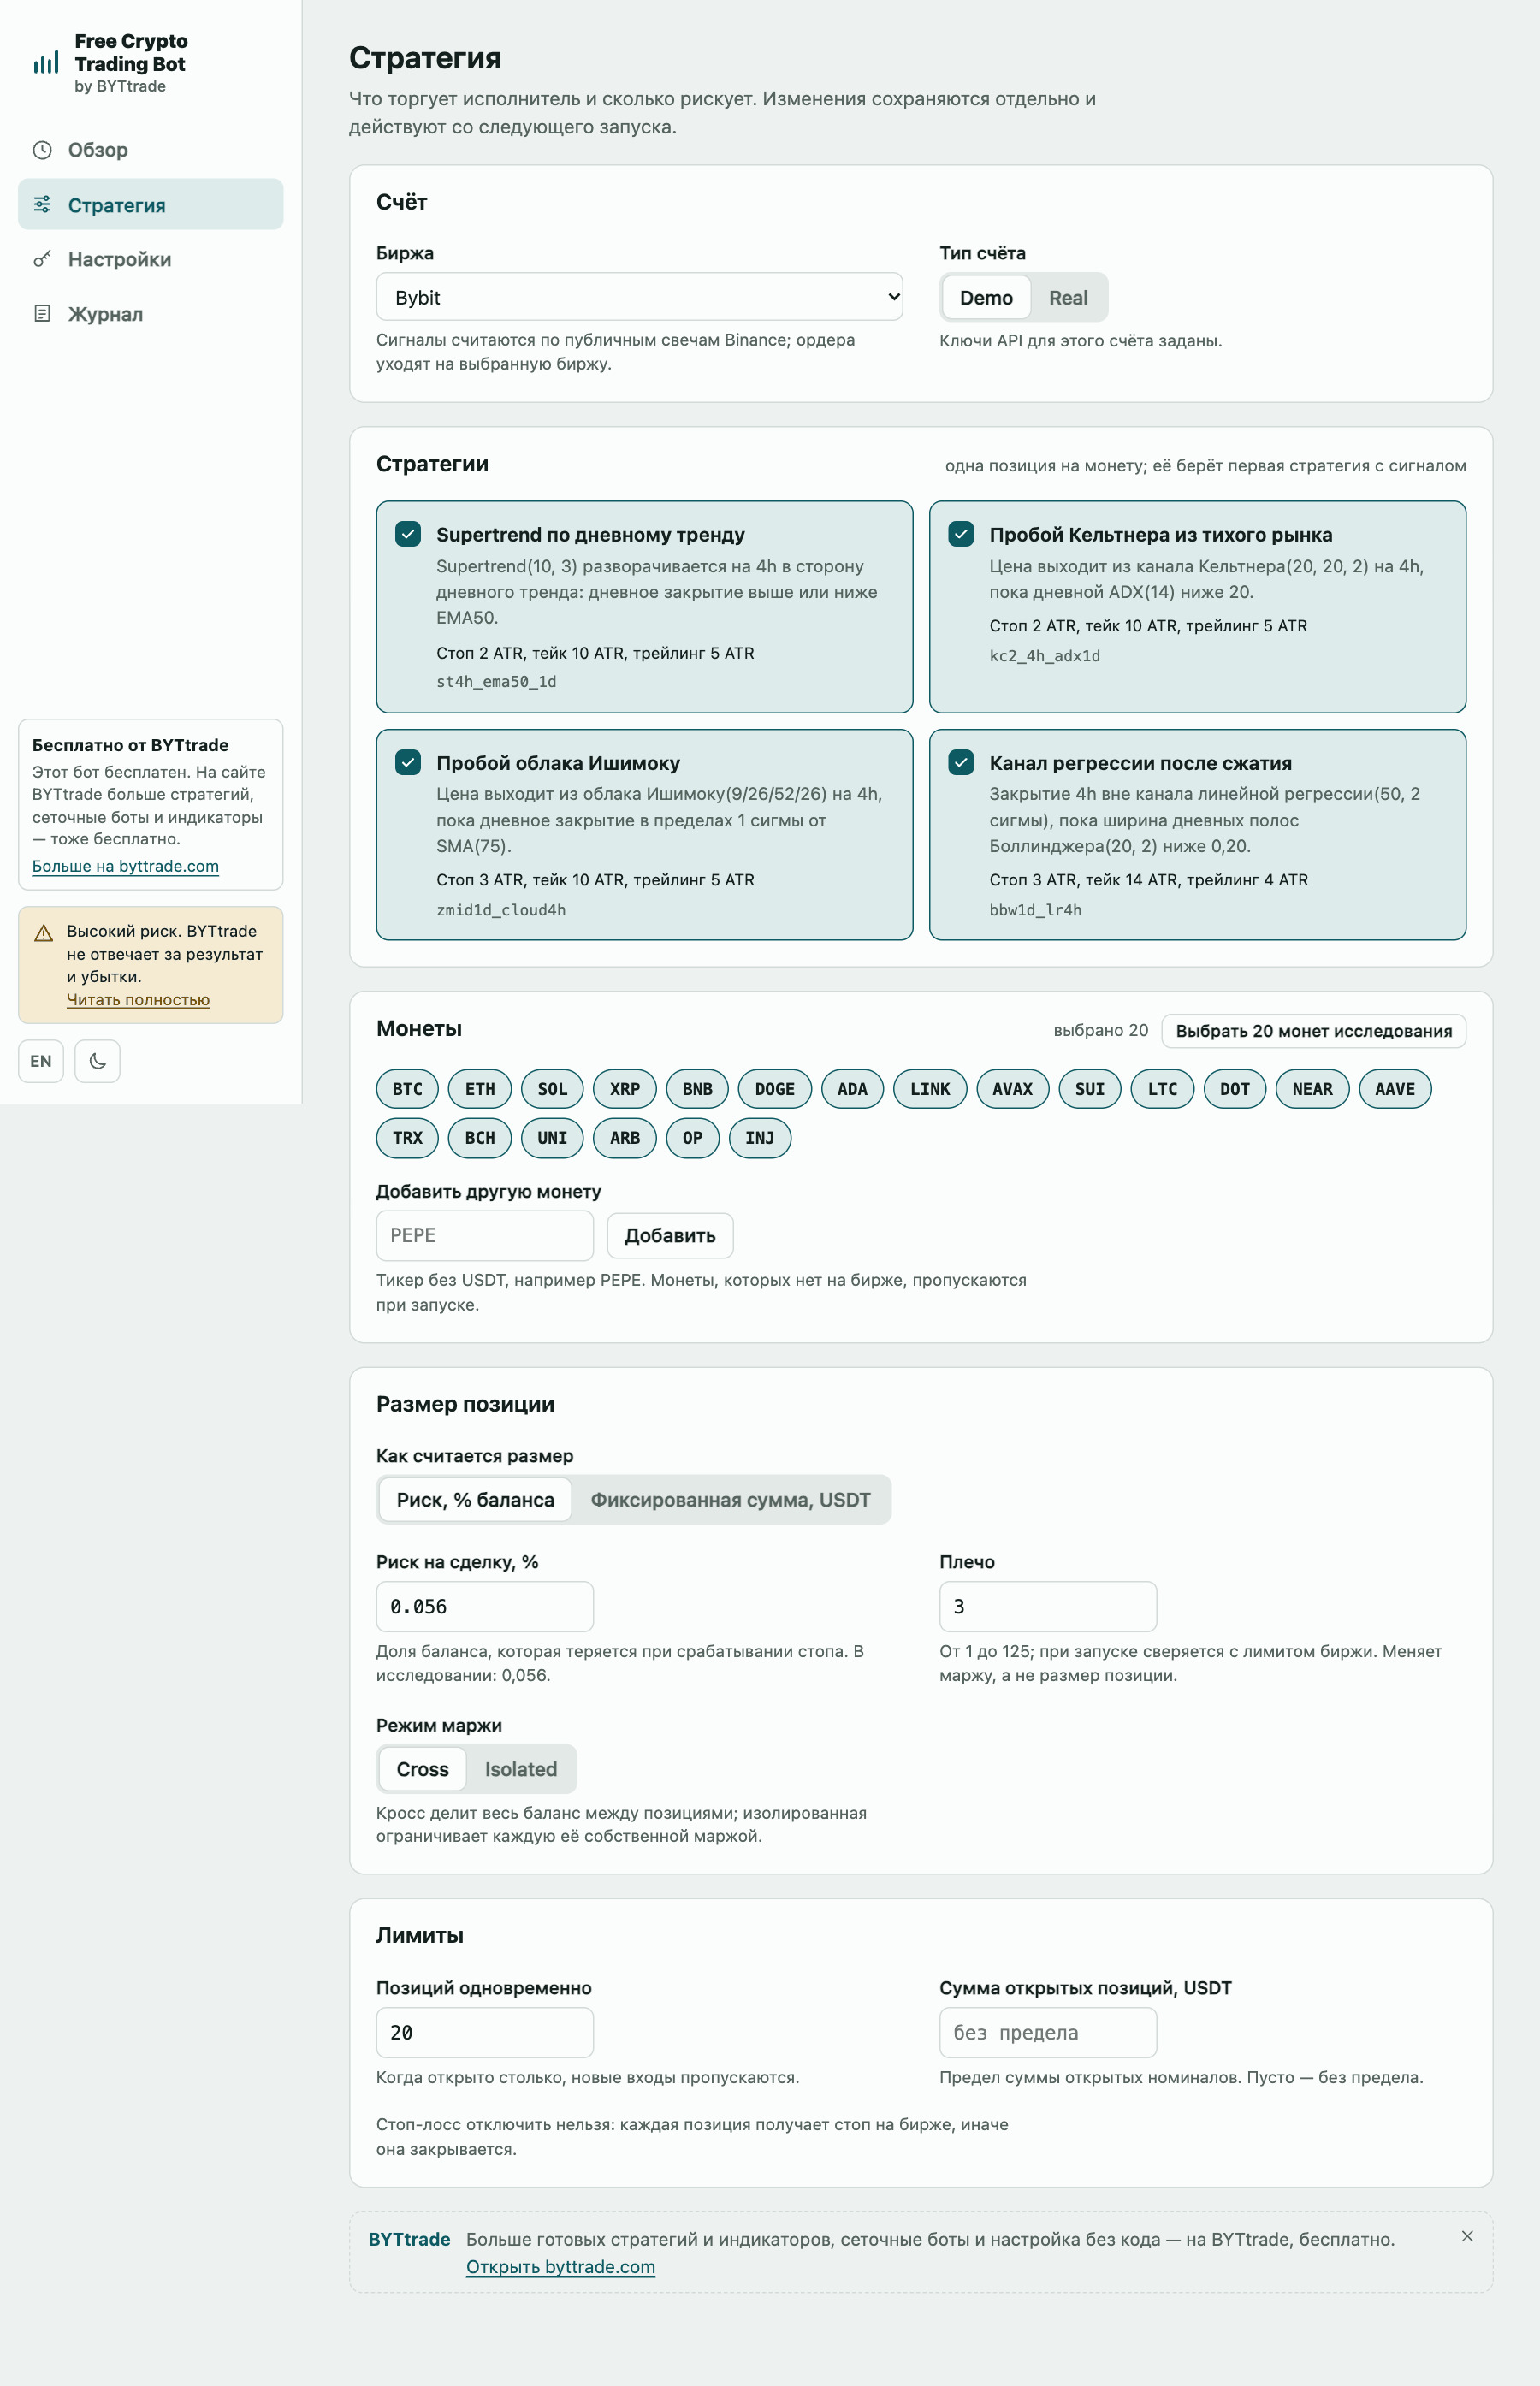 Free Crypto
Trading Bot
by BYTtrade
Обзор
Стратегия
Настройки
Журнал
Бесплатно от BYTtrade
Этот бот бесплатен. На сайте
BYTtrade больше стратегий,
сеточные боты и индикаторы
— тоже бесплатно.
Больше на byttrade.com
Высокий риск. BYTtrade
не отвечает за результат
и убытки.
Читать полностью
EN
Стратегия
Что торгует исполнитель и сколько рискует. Изменения сохраняются отдельно и
действуют со следующего запуска.
Счёт
Биржа
Bybit
Сигналы считаются по публичным свечам Binance; ордера
уходят на выбранную биржу.
Тип счёта
Demo Real
Ключи API для этого счёта заданы.
Стратегии
одна позиция на монету; её берёт первая стратегия с сигналом
Supertrend по дневному тренду
Supertrend(10, 3) разворачивается на 4h в сторону
дневного тренда: дневное закрытие выше или ниже
EMA50.
Стоп 2 ATR, тейк 10 ATR, трейлинг 5 ATR
st4h_ema50_1d
Пробой Кельтнера из тихого рынка
Цена выходит из канала Кельтнера(20, 20, 2) на 4h,
пока дневной ADX(14) ниже 20.
Стоп 2 ATR, тейк 10 ATR, трейлинг 5 ATR
kc2_4h_adx1d
Пробой облака Ишимоку
Цена выходит из облака Ишимоку(9/26/52/26) на 4h,
пока дневное закрытие в пределах 1 сигмы от
SMA(75).
Стоп 3 ATR, тейк 10 ATR, трейлинг 5 ATR
zmid1d_cloud4h
Канал регрессии после сжатия
Закрытие 4h вне канала линейной регрессии(50, 2
сигмы), пока ширина дневных полос
Боллинджера(20, 2) ниже 0,20.
Стоп 3 ATR, тейк 14 ATR, трейлинг 4 ATR
bbw1d_lr4h
Монеты
выбрано 20 Выбрать 20 монет исследования
BTC ETH SOL XRP BNB DOGE ADA LINK AVAX SUI LTC DOT NEAR AAVE
TRX BCH UNI ARB OP INJ
Добавить другую монету
PEPE Добавить
Тикер без USDT, например PEPE. Монеты, которых нет на бирже, пропускаются
при запуске.
Размер позиции
Как считается размер
Риск, % баланса Фиксированная сумма, USDT
Риск на сделку, %
0.056
Доля баланса, которая теряется при срабатывании стопа. В
исследовании: 0,056.
Плечо
3
От 1 до 125; при запуске сверяется с лимитом биржи. Меняет
маржу, а не размер позиции.
Режим маржи
Cross Isolated
Кросс делит весь баланс между позициями; изолированная
ограничивает каждую её собственной маржой.
Лимиты
Позиций одновременно
20
Когда открыто столько, новые входы пропускаются.
Сумма открытых позиций, USDT
без предела
Предел суммы открытых номиналов. Пусто — без предела.
Стоп-лосс отключить нельзя: каждая позиция получает стоп на бирже, иначе
она закрывается.
BYTtrade Больше готовых стратегий и индикаторов, сеточные боты и настройка без кода — на BYTtrade, бесплатно.
Открыть byttrade.com